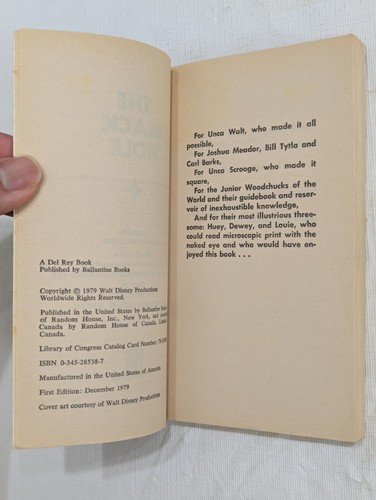 A Del Rey Book
Published by Ballantine Books
Copyright © 1979 Walt Disney Productions
Worldwide Rights Reserved.
Published in the United States by Ballantine
of Random House, Inc., New York, and
Canada by Random House of Canada,
Canada.
Library of Congress Catalog Card Number:
ISBN 0-345-28538-7
Manufactured in the United States of America
First Edition: December 1979
Cover art courtesy of Walt Disney Productions
For Unca Walt, who made it all
possible,
For Joshua Meador, Bill Tytla and
Carl Barks,
For Unca Scrooge, who made it
square,
For the Junior Woodchucks of the
World and their guidebook and reser-
voir of inexhaustible knowledge,
And for their most illustrious three-
some: Huey, Dewey, and Louie, who
could read microscopic print with the
naked eye and who would have en-
joyed this book . . .